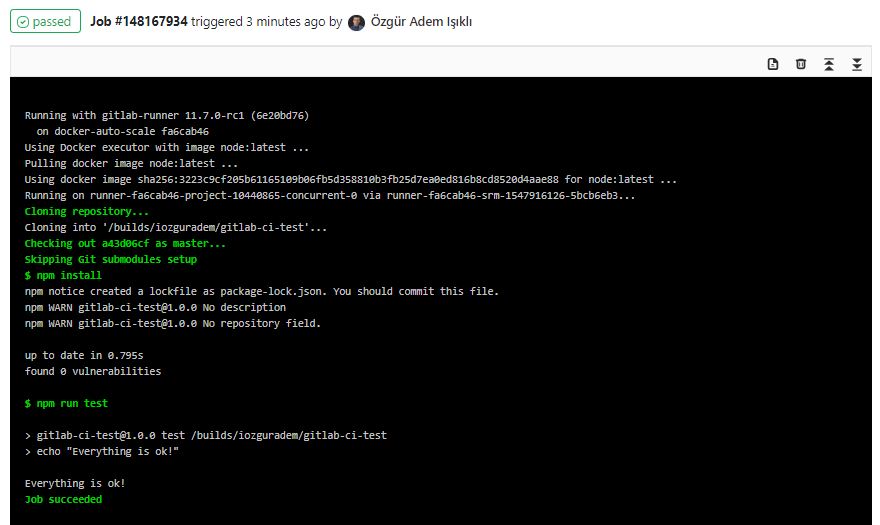 passed Job #148167934 triggered 3 minutes ago by Özgür Adem Işıklı
Running with gitlab-runner 11.7.0-rc1 (6e20bd76)
on docker-auto-scale fa6cab46
Using Docker executor with image node:latest ...
Pulling docker image node:latest ...
Using docker image sha256:3223c9cf205b61165109b06fb5d358810b3fb25d7ea0ed816b8cd8520d4aae88 for node:latest ...
Running on runner-fa6cab46-project-10440865-concurrent-0 via runner-fa6cab46-srm-1547916126-5bcb6eb3...
Cloning repository...
Cloning into '/builds/iozguradem/gitlab-ci-test'...
Checking out a43d06cf as master...
Skipping Git submodules setup
$ npm install
npm notice created a lockfile as package-lock.json. You should commit this file.
npm WARN gitlab-ci-test@1.0.0 No description
npm WARN gitlab-ci-test@1.0.0 No repository field.
up to date in 0.795s
found 0 vulnerabilities
$ npm run test
> gitlab-ci-test@1.0.0 test /builds/iozguradem/gitlab-ci-test
> echo "Everything is ok!"
Everything is ok!
Job succeeded